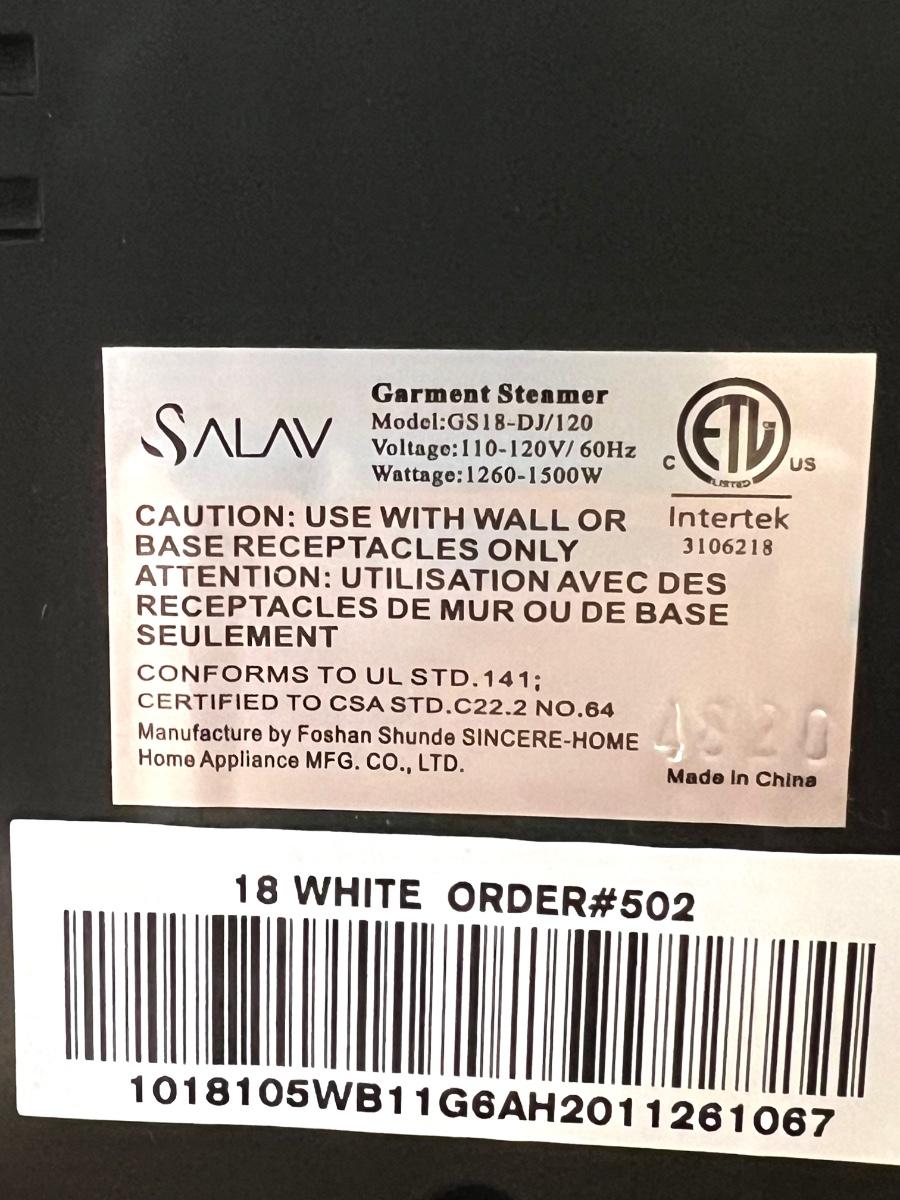 SALAV
Garment Steamer
Model:GS18-DJ/120
Voltage:110-120V/ 60Hz
Wattage:1260-1500W
ETL
LISTED
C
US
Intertek
3106218
CAUTION: USE WITH WALL OR
BASE RECEPTACLES ONLY
ATTENTION: UTILISATION AVEC DES
RECEPTACLES DE MUR OU DE BASE
SEULEMENT
CONFORMS TO UL STD.141;
CERTIFIED TO CSA STD.C22.2 NO.64
Manufacture by Foshan Shunde SINCERE-HOME
Home Appliance MFG. CO., LTD.
Made In China
18 WHITE ORDER#502
1018105WB11G6AH2011261067